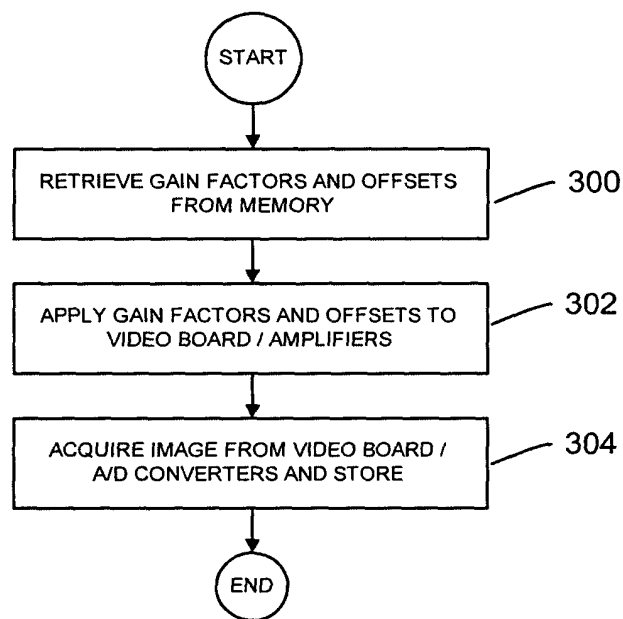 START
RETRIEVE GAIN FACTORS AND OFFSETS
FROM MEMORY
300
APPLY GAIN FACTORS AND OFFSETS TO
VIDEO BOARD / AMPLIFIERS
302
ACQUIRE IMAGE FROM VIDEO BOARD /
A/D CONVERTERS AND STORE
304
END